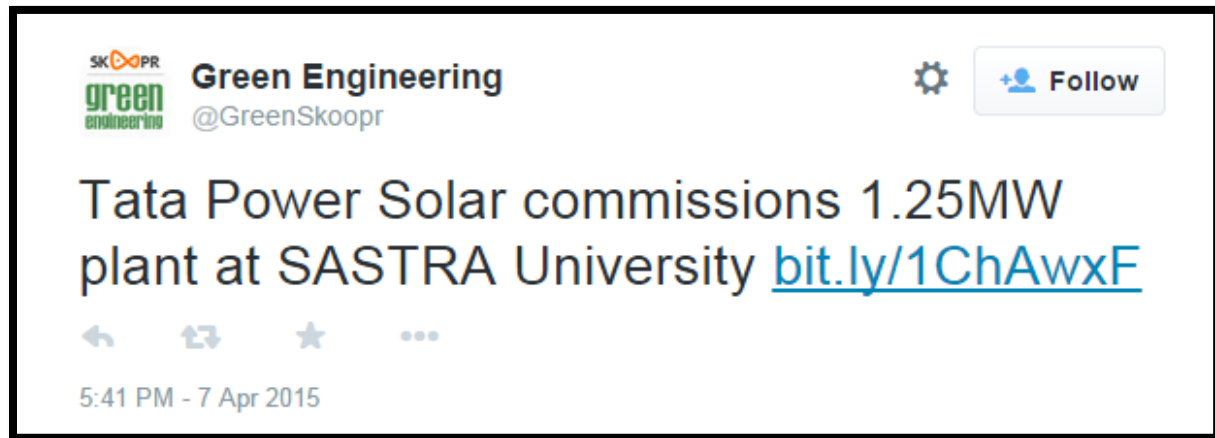 SKOOPR
green
engineering
Green Engineering
@GreenSkoopr
Follow
Tata Power Solar commissions 1.25MW
plant at SASTRA University bit.ly/1ChAwxF
5:41 PM - 7 Apr 2015